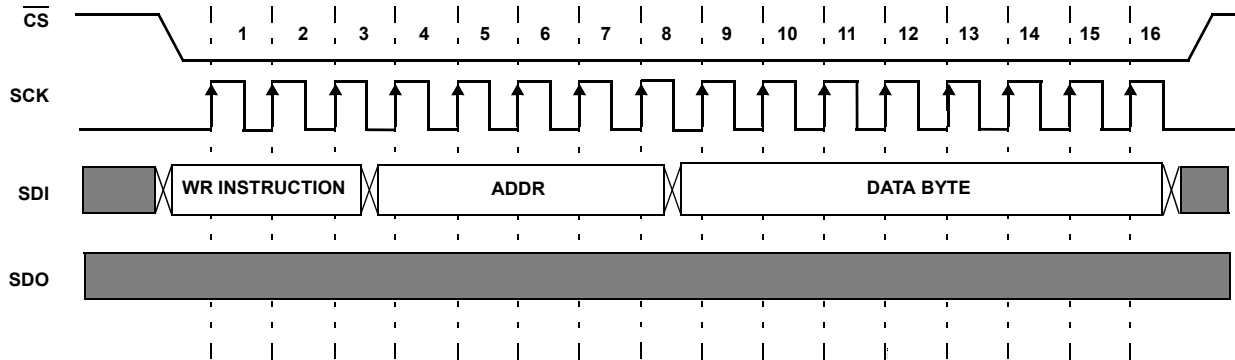 CS
1 2 3 4 5 6 7 8 9 10 11 12 13 14 15 16
SCK
SDI WR INSTRUCTION ADDR DATA BYTE
SDO